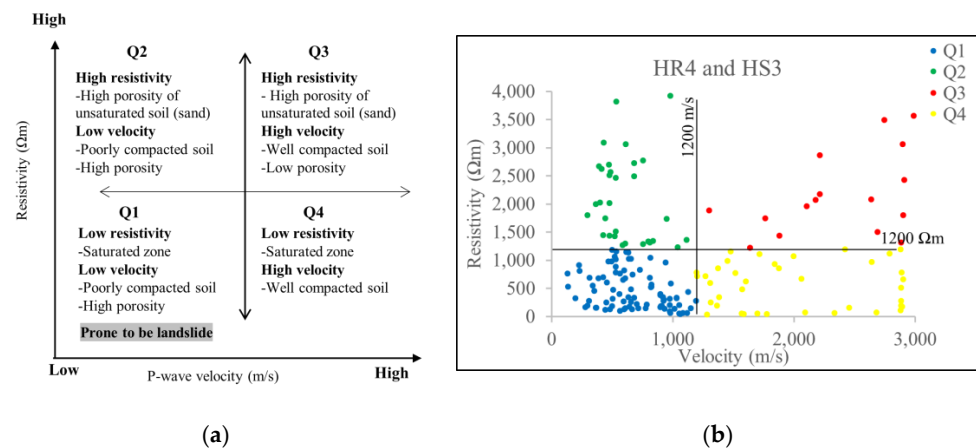 High
Resistivity (Ωm)
Q2
High resistivity
-High porosity of
unsaturated soil (sand)
Low velocity
-Poorly compacted soil
-High porosity
Q3
High resistivity
- High porosity of
unsaturated soil (sand)
High velocity
-Well compacted soil
-Low porosity
Q1
Low resistivity
-Saturated zone
Low velocity
-Poorly compacted soil
-High porosity
Prone to be landslide
Q4
Low resistivity
-Saturated zone
High velocity
-Well compacted soil
Low
P-wave velocity (m/s)
High
(a)
HR4 and HS3
Q1
Q2
Q3
Q4
Resistivity (Ωm)
4,000
3,500
3,000
2,500
2,000
1,500
1,000
500
0
1200 m/s
1200 Ωm
0
1,000
2,000
3,000
Velocity (m/s)
(b)